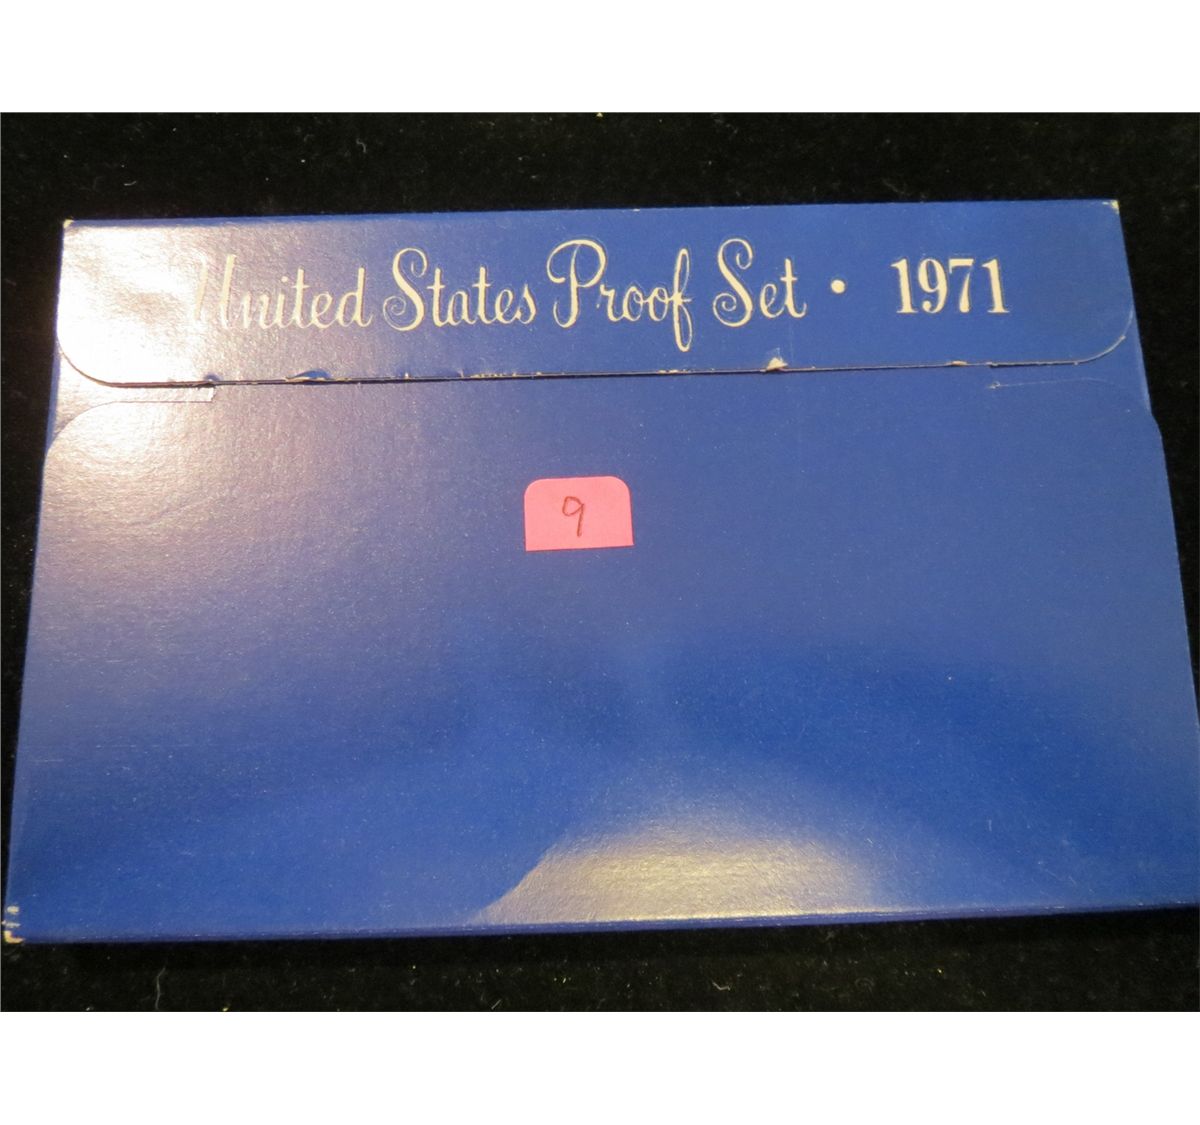 United States Proof Set · 1971
9